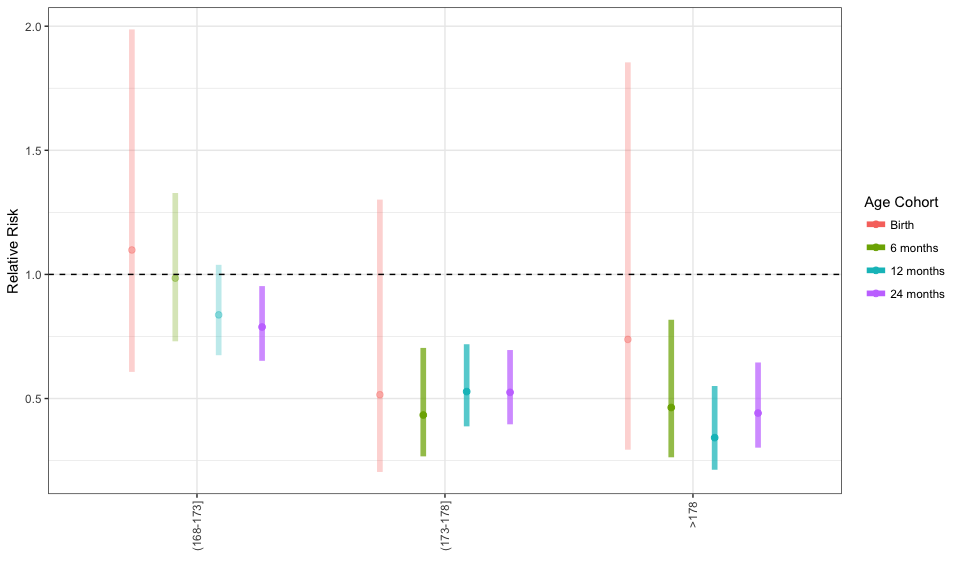 2.0
1.5
1.0
0.5
Relative Risk
(168-173]
(173-178]
>178
Age Cohort
Birth
6 months
12 months
24 months